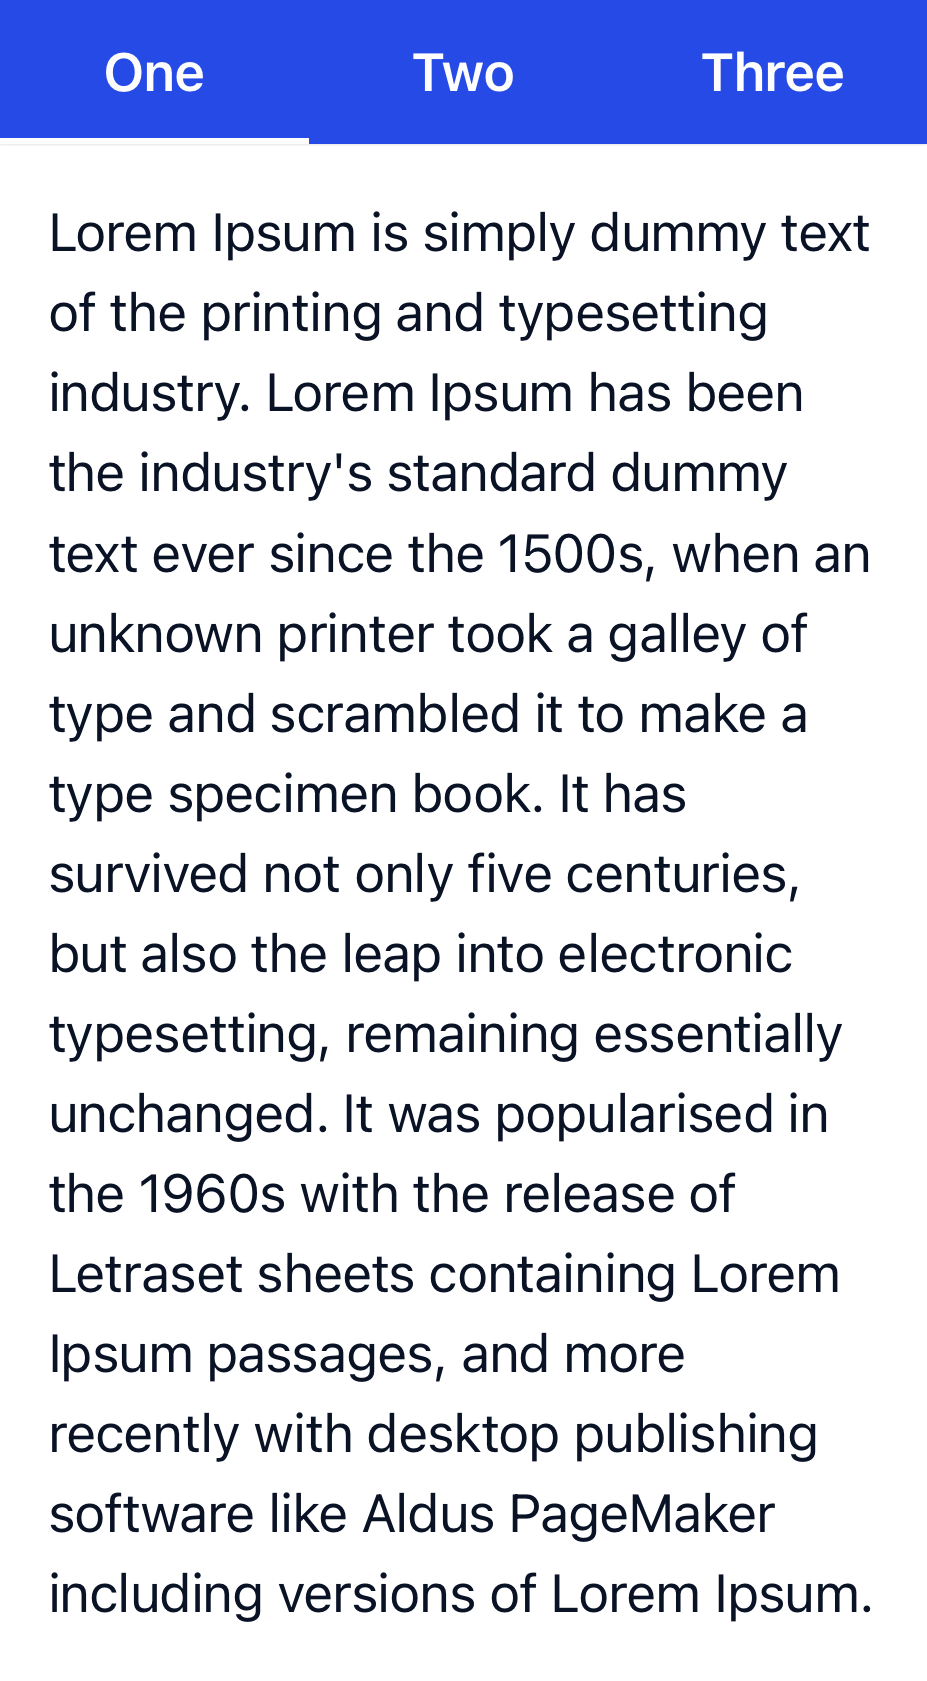 One Two Three
Lorem Ipsum is simply dummy text
of the printing and typesetting
industry. Lorem Ipsum has been
the industry's standard dummy
text ever since the 1500s, when an
unknown printer took a galley of
type and scrambled it to make a
type specimen book. It has
survived not only five centuries,
but also the leap into electronic
typesetting, remaining essentially
unchanged. It was popularised in
the 1960s with the release of
Letraset sheets containing Lorem
Ipsum passages, and more
recently with desktop publishing
software like Aldus PageMaker
including versions of Lorem Ipsum.